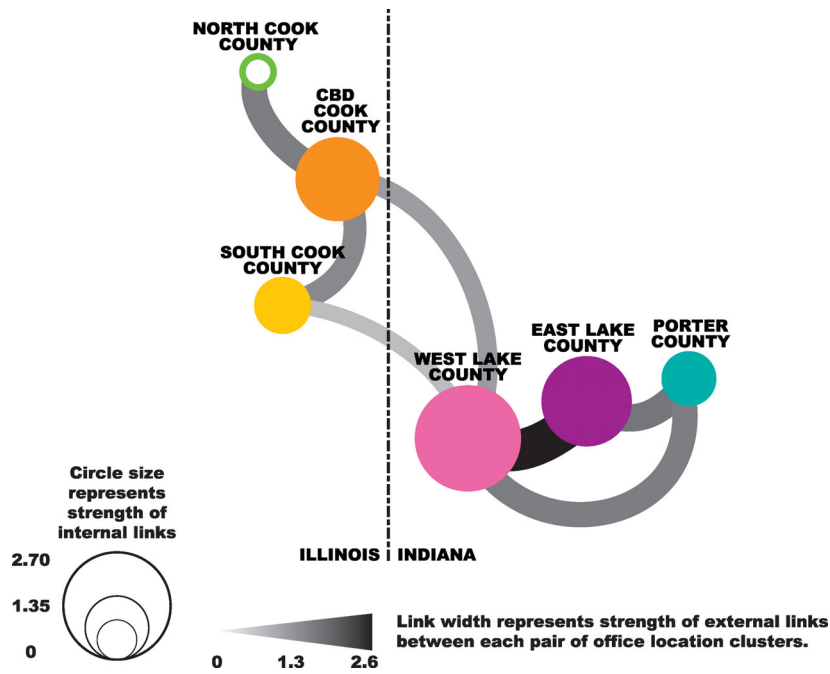 NORTH COOK
COUNTY
CBD
COOK
COUNTY
SOUTH COOK
COUNTY
EAST LAKE
COUNTY
PORTER
COUNTY
WEST LAKE
COUNTY
Circle size
represents
strength of
internal links
2.70
1.35
0
ILLINOIS INDIANA
0 1.3 2.6
Link width represents strength of external links
between each pair of office location clusters.